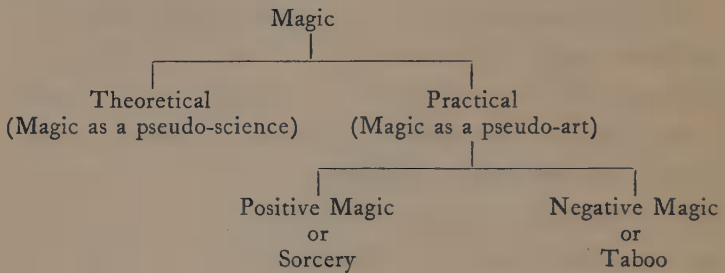 Magic
Theoretical Practical
(Magic as a pseudo-science) (Magic as a pseudo-art)
Positive Magic Negative Magic
or or
Sorcery Taboo